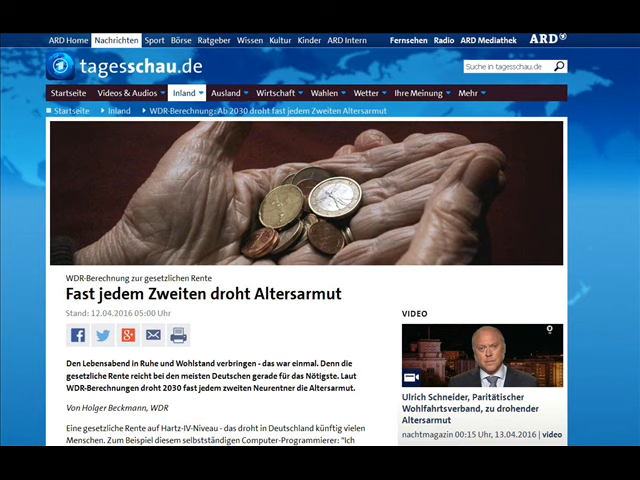 ARD Home Nachrichten Sport Börse Ratgeber Wissen Kultur Kinder ARD Intern Fernsehen Radio ARD Mediathek ARD
tagesschau.de
Suche in tagesschau.de
Startseite Videos & Audios Inland Ausland Wirtschaft Wahlen Wetter Ihre Meinung Mehr
Startseite Inland WDR-Berechnung: Ab 2030 droht fast jedem Zweiten Altersarmut
WDR-Berechnung zur gesetzlichen Rente
Fast jedem Zweiten droht Altersarmut
Stand: 12.04.2016 05:00 Uhr
Den Lebensabend in Ruhe und Wohlstand verbringen - das war einmal. Denn die
gesetzliche Rente reicht bei den meisten Deutschen gerade für das Nötigste. Laut
WDR-Berechnungen droht 2030 fast jedem zweiten Neurentner die Altersarmut.
Von Holger Beckmann, WDR
Eine gesetzliche Rente auf Hartz-IV-Niveau - das droht in Deutschland künftig vielen
Menschen. Zum Beispiel diesem selbstständigen Computer-Programmierer: "Ich
VIDEO
Ulrich Schneider, Paritätischer
Wohlfahrtsverband, zu drohender
Altersarmut
nachtmagazin 00:15 Uhr, 13.04.2016 | video